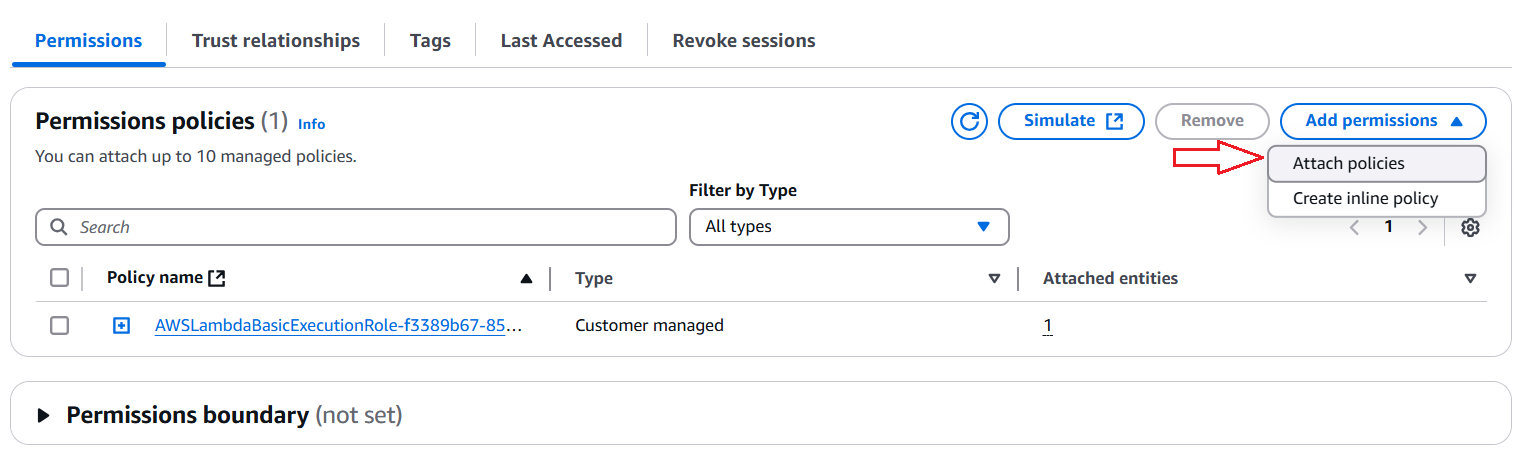 Permissions Trust relationships Tags Last Accessed Revoke sessions
Permissions policies (1) Info
Simulate Remove Add permissions
You can attach up to 10 managed policies.
Attach policies
Create inline policy
Filter by Type
Search All types 1
Policy name Type Attached entities
AWSLambdaBasicExecutionRole-f3389b67-85... Customer managed 1
Permissions boundary (not set)